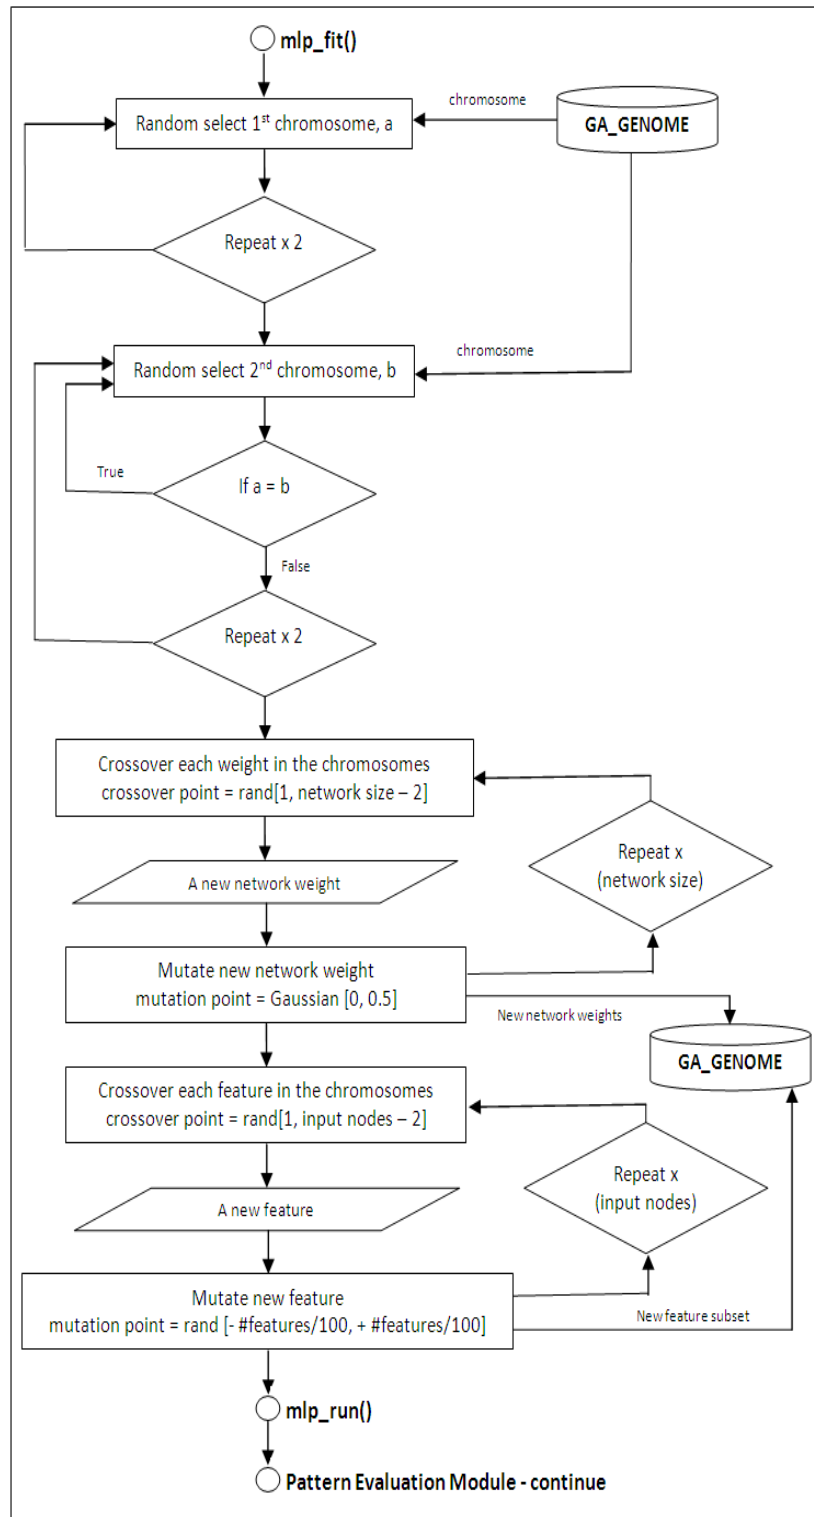 mlp_fit()
chromosome
Random select 1st chromosome, a
GA_GENOME
Repeat x 2
chromosome
Random select 2nd chromosome, b
True
If a = b
False
Repeat x 2
Crossover each weight in the chromosomes
crossover point = rand[1, network size – 2]
Repeat x
(network size)
A new network weight
Mutate new network weight
mutation point = Gaussian [0, 0.5]
New network weights
GA_GENOME
Crossover each feature in the chromosomes
crossover point = rand[1, input nodes – 2]
Repeat x
(input nodes)
A new feature
Mutate new feature
mutation point = rand [- #features/100, + #features/100]
New feature subset
mlp_run()
Pattern Evaluation Module - continue